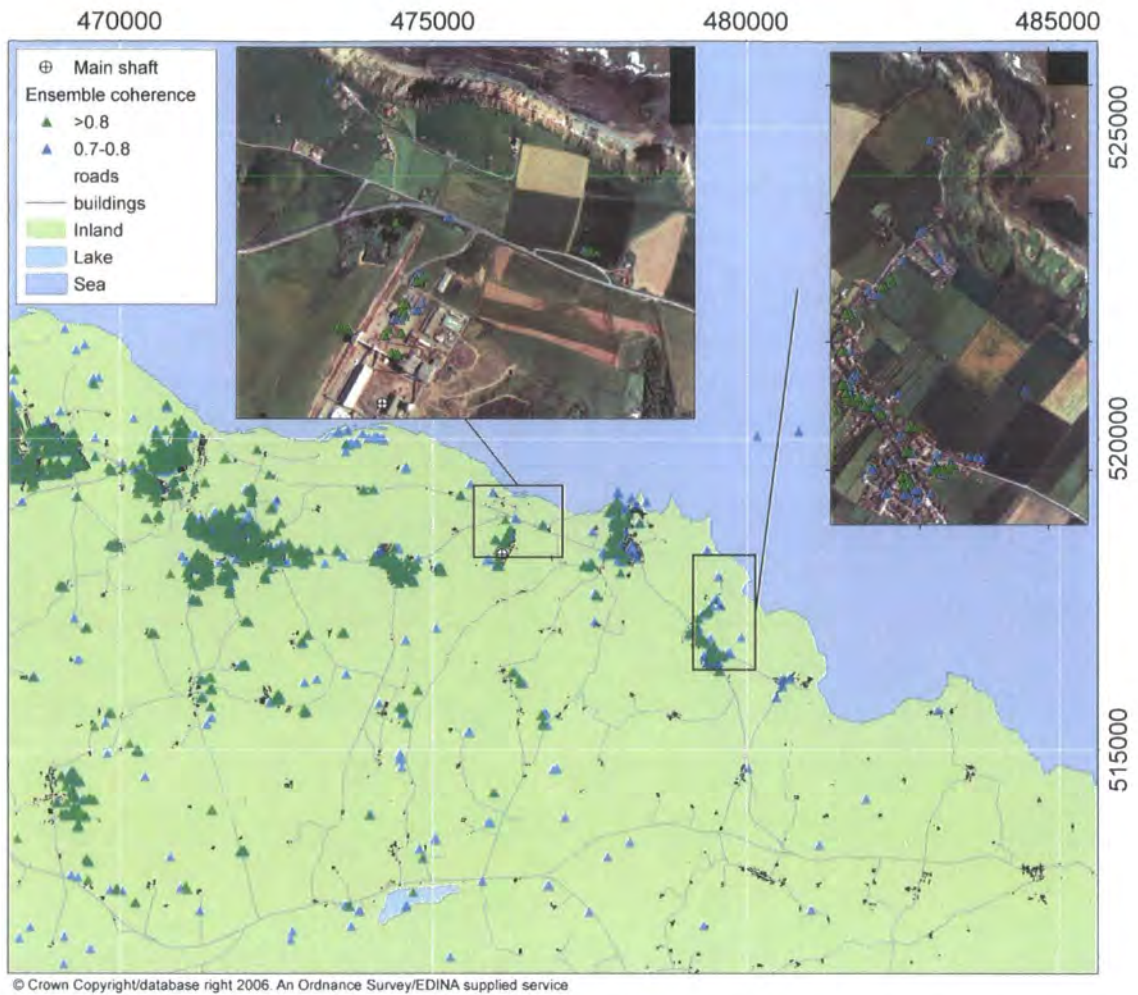 470000 475000 480000 485000
Main shaft
Ensemble coherence
>0.8
0.7-0.8
roads
buildings
Inland
Lake
Sea
525000
520000
515000
© Crown Copyright/database right 2006. An Ordnance Survey/EDINA supplied service